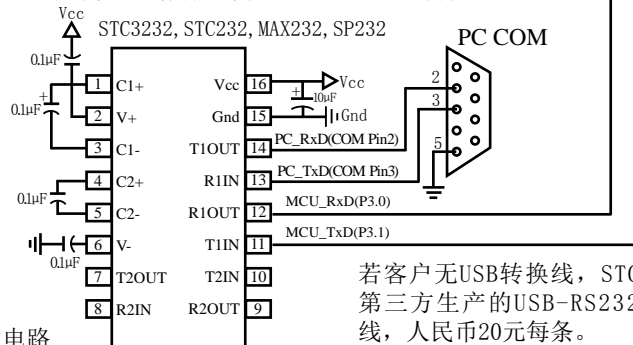 Vcc
STC3232, STC232, MAX232, SP232
PC COM
0.1μF
0.1μF
0.1μF
0.1μF
1 C1+
2 V+
3 C1-
4 C2+
5 C2-
6 V-
7 T2OUT
8 R2IN
Vcc 16
Gnd 15
T1OUT 14
R1IN 13
R1OUT 12
T1IN 11
T2IN 10
R2OUT 9
Vcc
10μF
Gnd
PC_RxD(COM Pin2)
PC_TxD(COM Pin3)
MCU_RxD(P3.0)
MCU_TxD(P3.1)
2
3
5
若客户无USB转换线，STC
第三方生产的USB-RS232
线，人民币20元每条。
电路